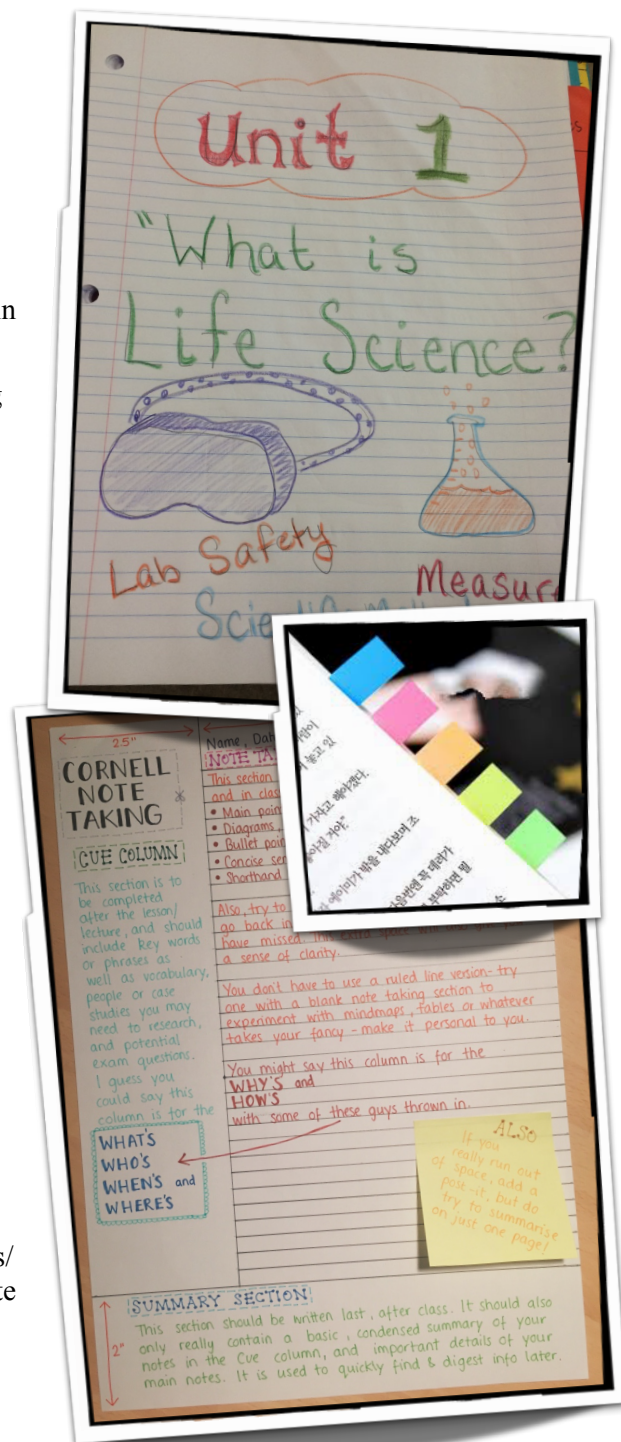 in
g
s/
te
Unit 1
"What is
Life Science?
Lab Safety
Measur
2.5"
CORNELL
NOTE
TAKING
CUE COLUMN
This section is to
be completed
after the lesson/
lecture, and should
include key words
or phrases as
well as vocabulary,
people or case
studies you may
need to research,
and potential
exam questions.
I guess you
could say this
column is for the
WHAT'S
WHO'S
WHEN'S and
WHERE'S
Name, Dat
NOTE TA
This section
and in clas
• Main poin
• Diagrams,
• Bullet poin
• Concise sen
• Shorthand
Also, try to
go back in
have missed.
a sense of clarity.
You don't have to use a ruled line version- try
one with a blank note taking section to
experiment with mindmaps, tables or whatever
takes your fancy - make it personal to you.
You might say this column is for the
WHY'S and
HOW'S
with some of these guys thrown in.
ALSO
If you
really run out
of space, add a
post-it, but do
try to summarise
on just one page!
2"
SUMMARY SECTION
This section should be written last, after class. It should also
only really contain a basic, condensed summary of your
notes in the Cue column, and important details of your
main notes. It is used to quickly find & digest info later.